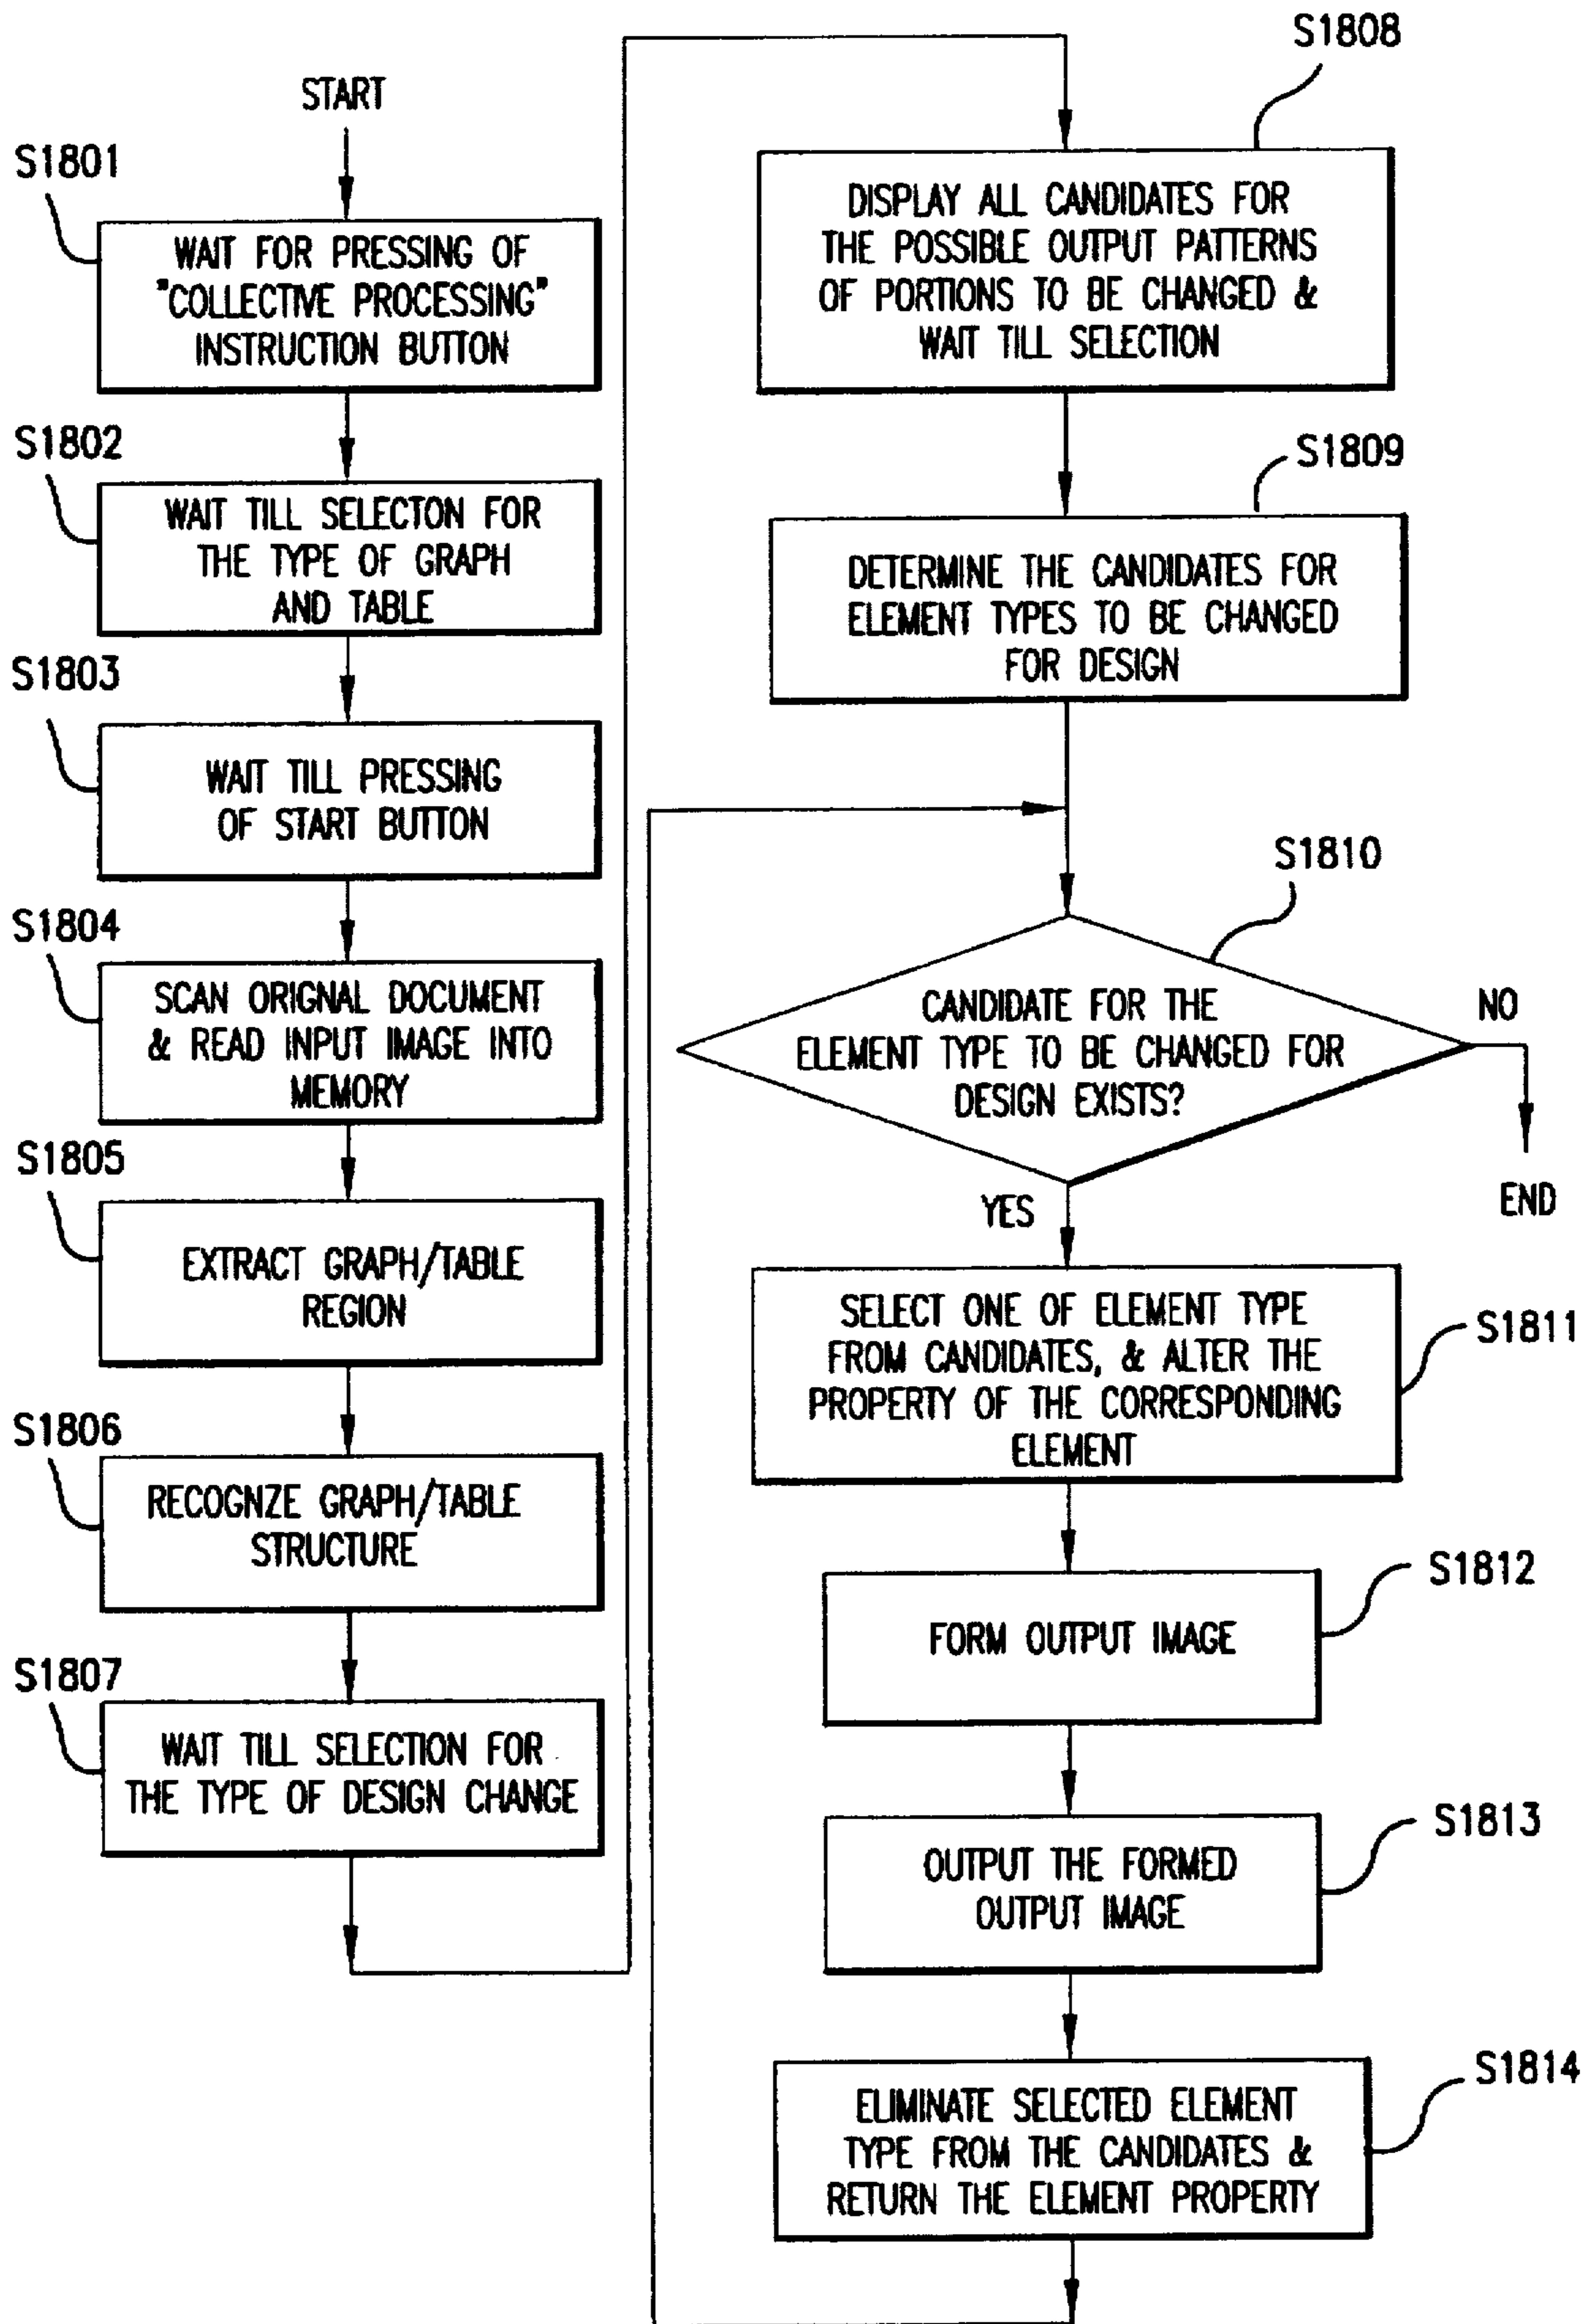 START
S1801
WAIT FOR PRESSING OF
"COLLECTIVE PROCESSING"
INSTRUCTION BUTTON
S1802
WAIT TILL SELECTON FOR
THE TYPE OF GRAPH
AND TABLE
S1803
WAIT TILL PRESSING
OF START BUTTON
S1804
SCAN ORIGNAL DOCUMENT
& READ INPUT IMAGE INTO
MEMORY
S1805
EXTRACT GRAPH/TABLE
REGION
S1806
RECOGNZE GRAPH/TABLE
STRUCTURE
S1807
WAIT TILL SELECTION FOR
THE TYPE OF DESIGN CHANGE
S1808
DISPLAY ALL CANDIDATES FOR
THE POSSIBLE OUTPUT PATTERNS
OF PORTIONS TO BE CHANGED &
WAIT TILL SELECTION
S1809
DETERMINE THE CANDIDATES FOR
ELEMENT TYPES TO BE CHANGED
FOR DESIGN
S1810
CANDIDATE FOR THE
ELEMENT TYPE TO BE CHANGED FOR
DESIGN EXISTS?
NO
END
YES
SELECT ONE OF ELEMENT TYPE
FROM CANDIDATES, & ALTER THE
PROPERTY OF THE CORRESPONDING
ELEMENT
S1811
S1812
FORM OUTPUT IMAGE
S1813
OUTPUT THE FORMED
OUTPUT IMAGE
S1814
ELIMINATE SELECTED ELEMENT
TYPE FROM THE CANDIDATES &
RETURN THE ELEMENT PROPERTY